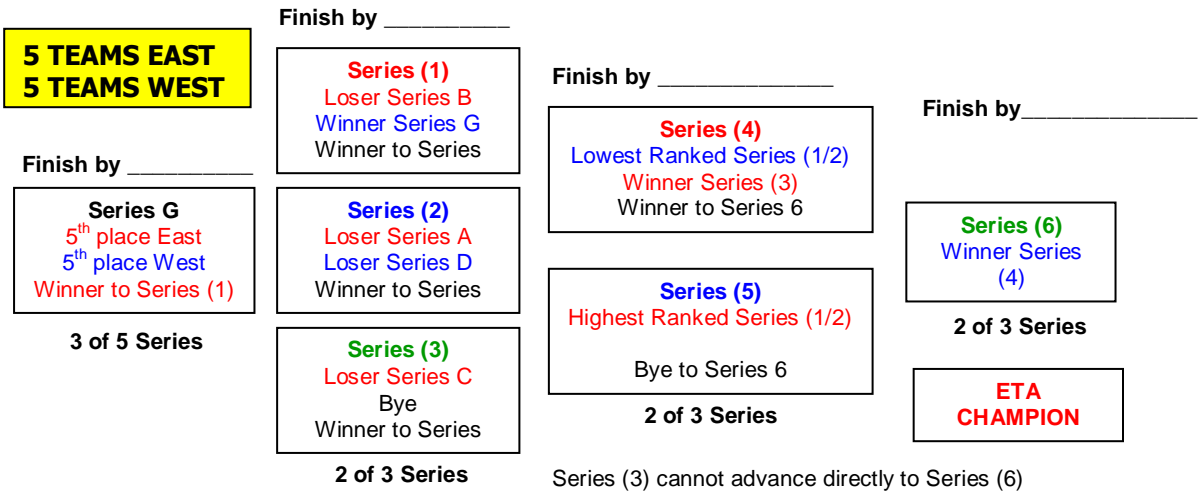 5 TEAMS EAST
5 TEAMS WEST
Finish by __________
Series G
5th place East
5th place West
Winner to Series (1)
3 of 5 Series
Finish by __________
Series (1)
Loser Series B
Winner Series G
Winner to Series
Series (2)
Loser Series A
Loser Series D
Winner to Series
Series (3)
Loser Series C
Bye
Winner to Series
2 of 3 Series
Finish by ______________
Series (4)
Lowest Ranked Series (1/2)
Winner Series (3)
Winner to Series 6
Series (5)
Highest Ranked Series (1/2)
Bye to Series 6
2 of 3 Series
Series (3) cannot advance directly to Series (6)
Finish by______________
Series (6)
Winner Series
(4)
2 of 3 Series
ETA
CHAMPION